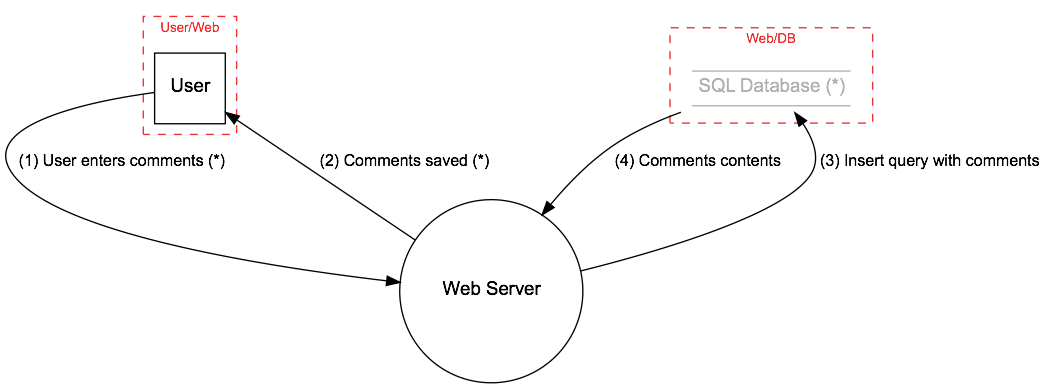 User/Web
User
Web/DB
SQL Database (*)
(1) User enters comments (*)
(2) Comments saved (*)
(4) Comments contents
(3) Insert query with comments
Web Server